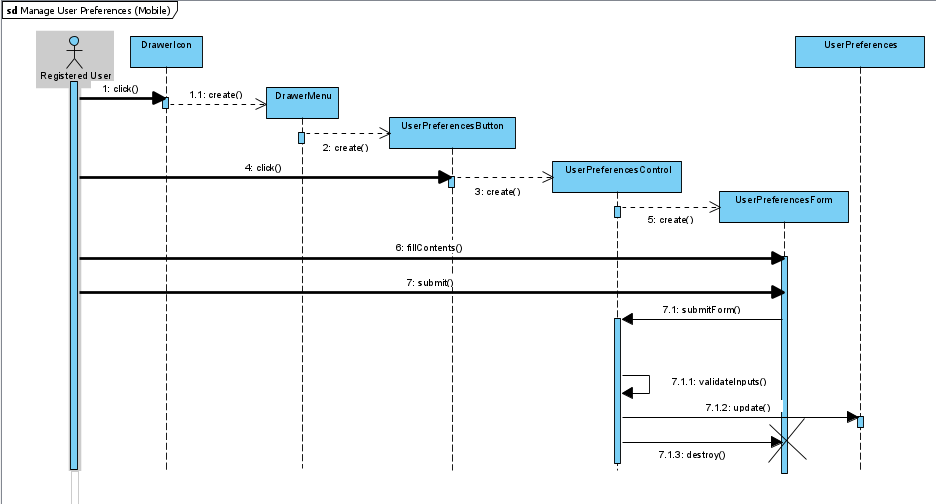 sd Manage User Preferences (Mobile)
DrawerIcon
UserPreferences
Registered User
1: click()
1.1: create()
DrawerMenu
UserPreferencesButton
2: create()
4: click()
UserPreferencesControl
3: create()
UserPreferencesForm
5: create()
6: fillContents()
7: submit()
7.1: submitForm()
7.1.1: validateInputs()
7.1.2: update()
7.1.3: destroy()